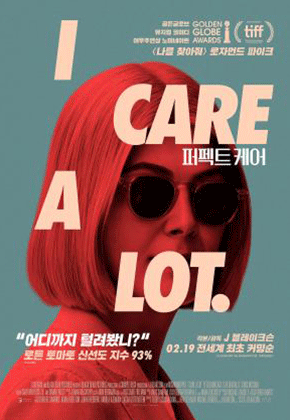 골든글로브
뮤지컬 코미디
여우주연상 노미네이트
GOLDEN
GLOBE
AWARDS
tiff
〈나를 찾아줘〉 로자먼드 파이크
I
CARE
퍼펙트 케어
A
LOT.
"어디까지 털려봤니?"
로튼 토마토 신선도 지수 93%
각본/감독 J 블레이크슨
02.19 전세계 최초 커밍순